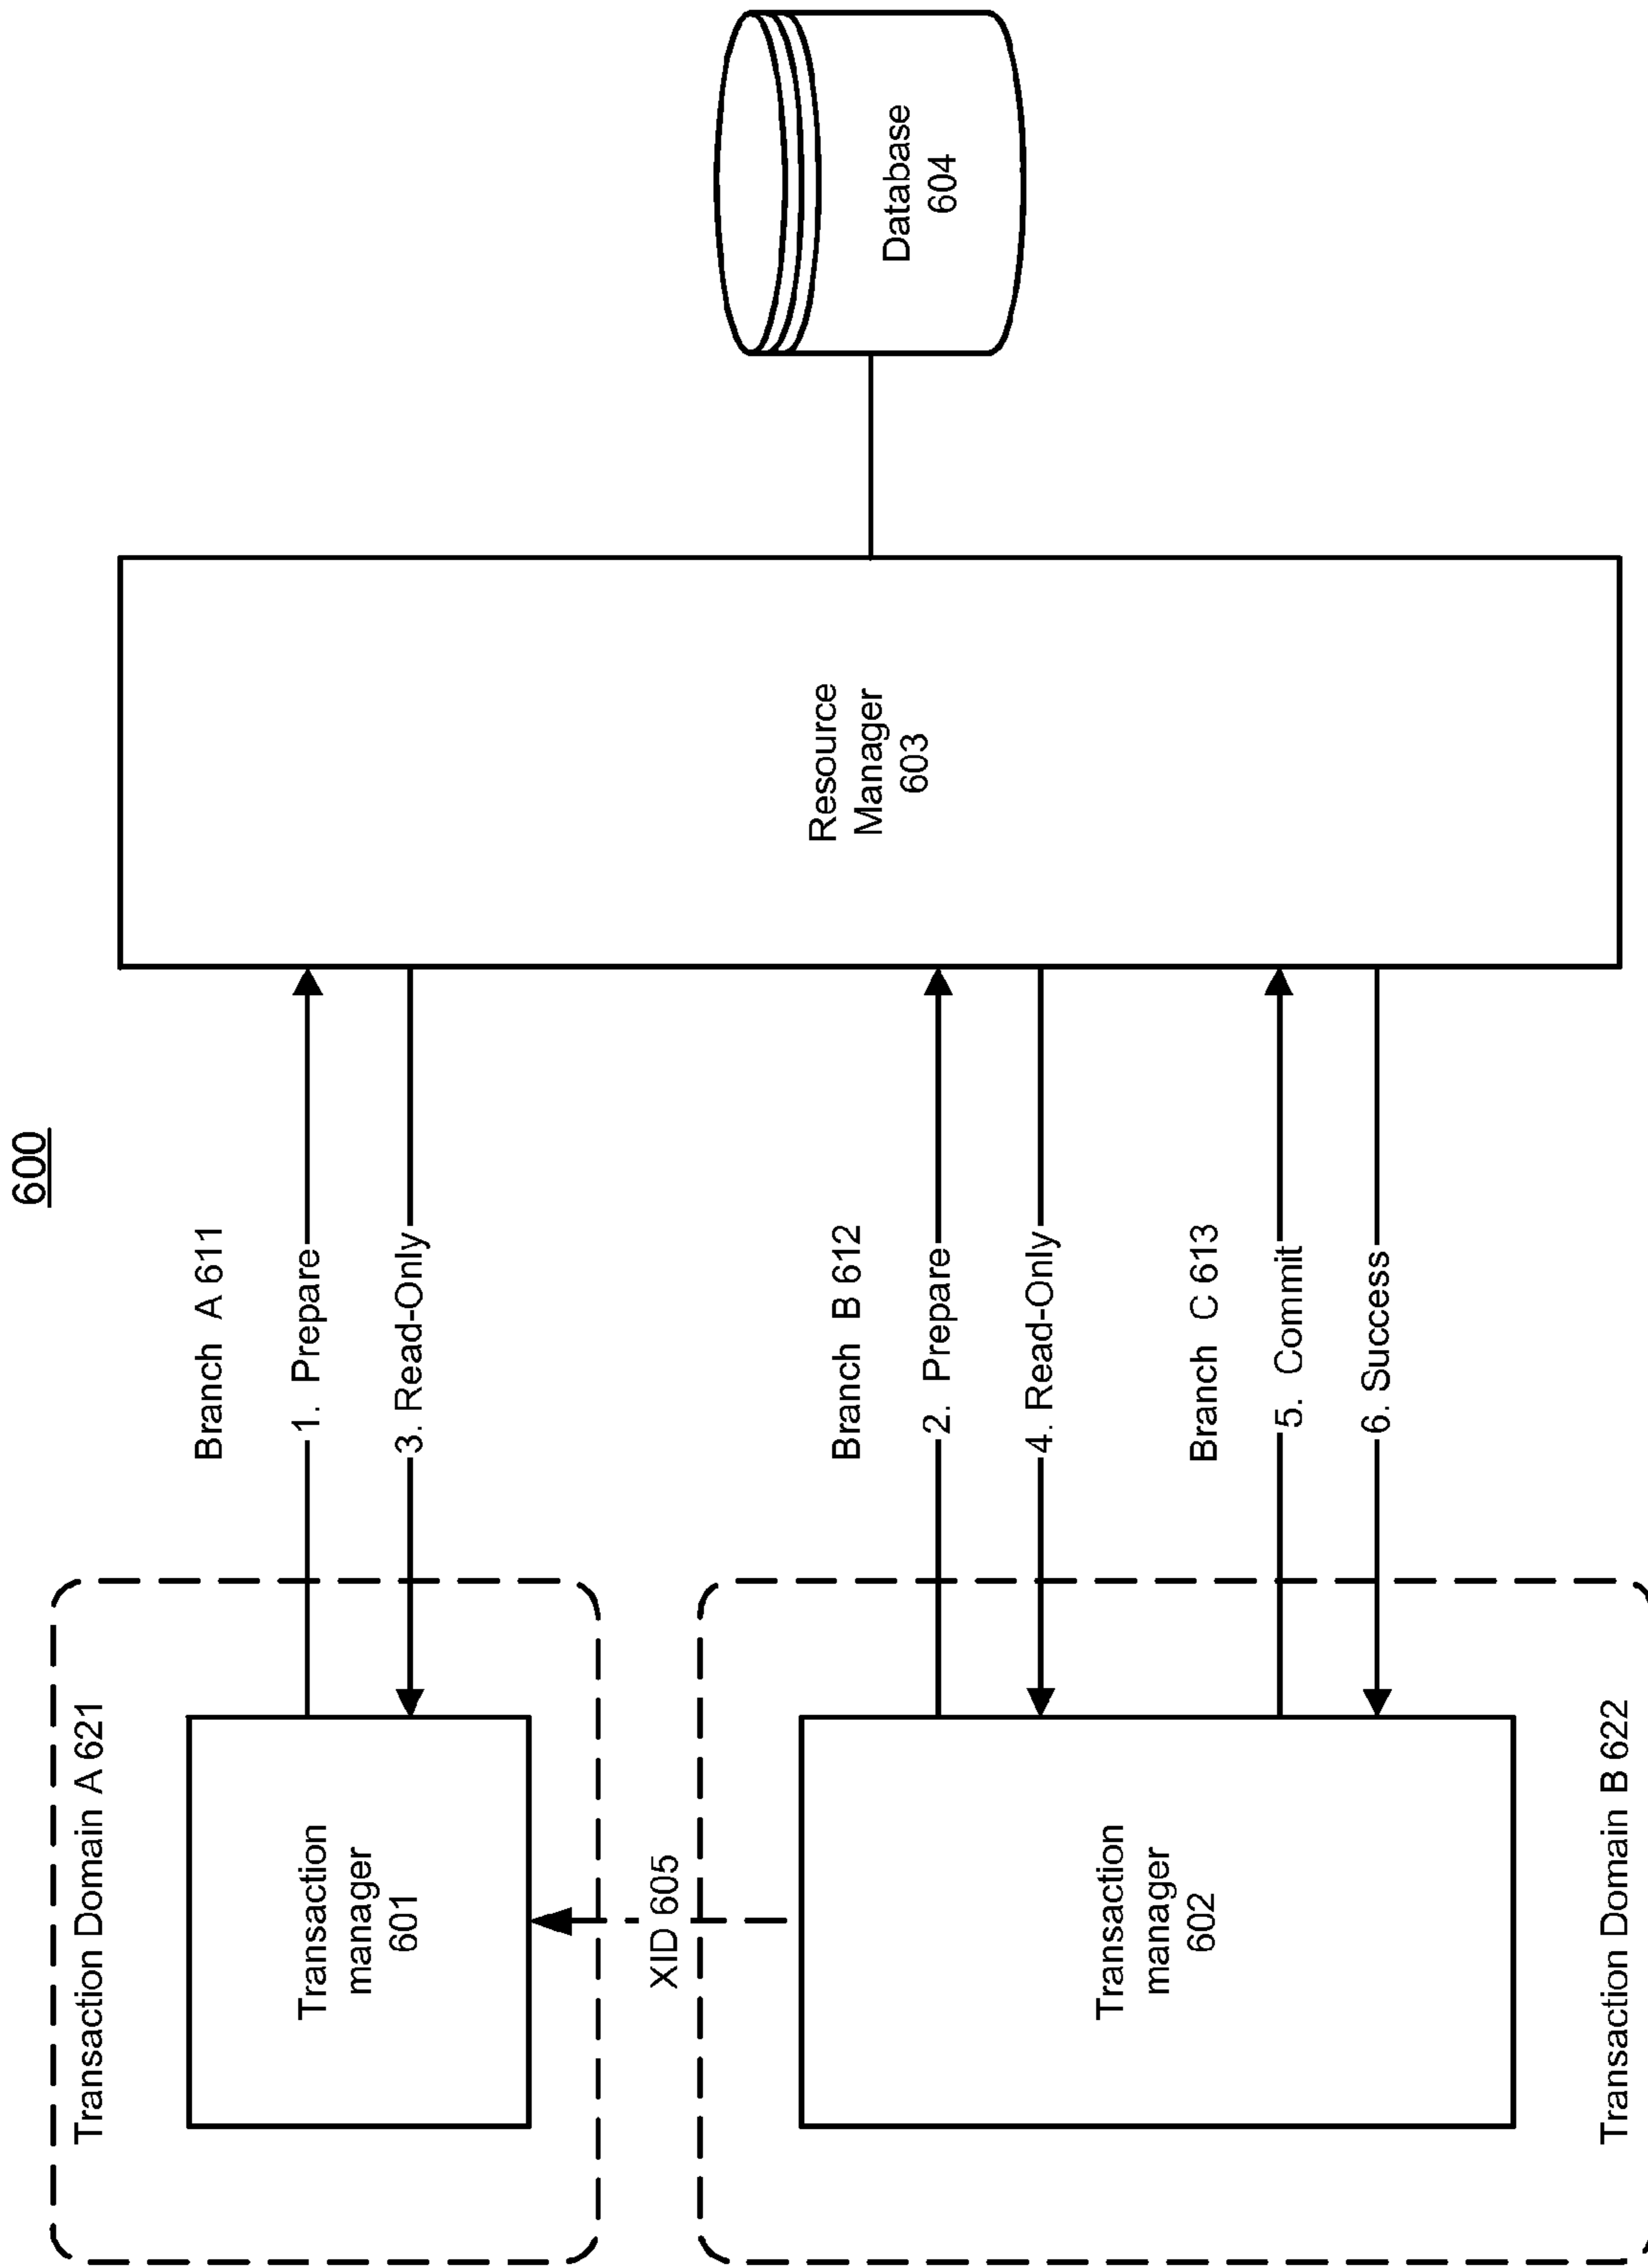 600
Transaction Domain A 621
Transaction
manager
601
Branch A 611
1. Prepare
3. Read-Only
XID 605
Transaction
manager
602
Branch B 612
2. Prepare
4. Read-Only
Branch C 613
5. Commit
6. Success
Transaction Domain B 622
Resource
Manager
603
Database
604